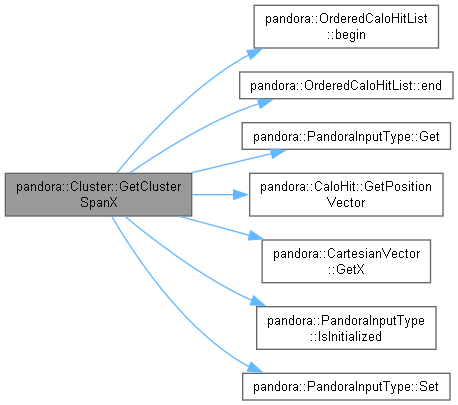 pandora::OrderedCaloHitList
::begin
pandora::OrderedCaloHitList::end
pandora::PandoraInputType::Get
pandora::Cluster::GetCluster
SpanX
pandora::CaloHit::GetPosition
Vector
pandora::CartesianVector
::GetX
pandora::PandoraInputType
::IsInitialized
pandora::PandoraInputType::Set